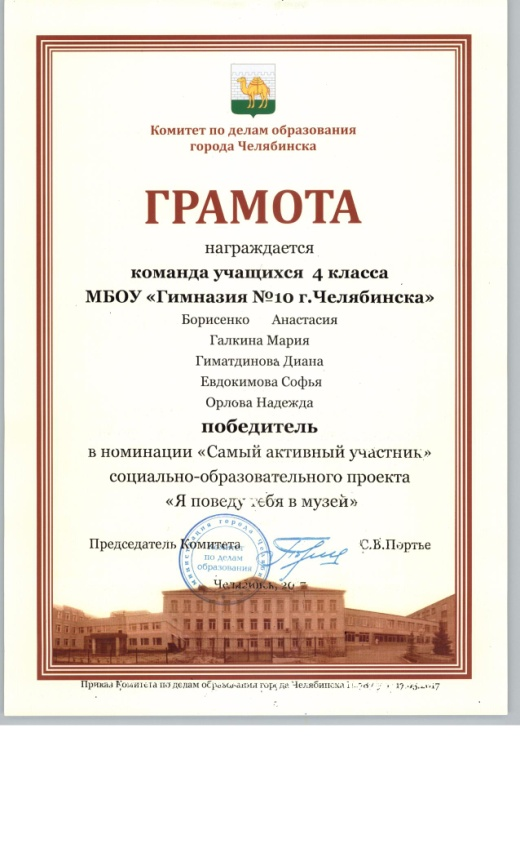 Комитет по делам образования
города Челябинска
ГРАМОТА
награждается
команда учащихся 4 класса
МБОУ «Гимназия №10 г.Челябинска»
Борисенко Анастасия
Галкина Мария
Гиматдинова Диана
Евдокимова Софья
Орлова Надежда
победитель
в номинации «Самый активный участник»
социально-образовательного проекта
«Я поведу тебя в музей»
Председатель Комитета С.В.Портье
по делам
образования
Челябинск,
Приказ Комитета по делам образования города Челябинска